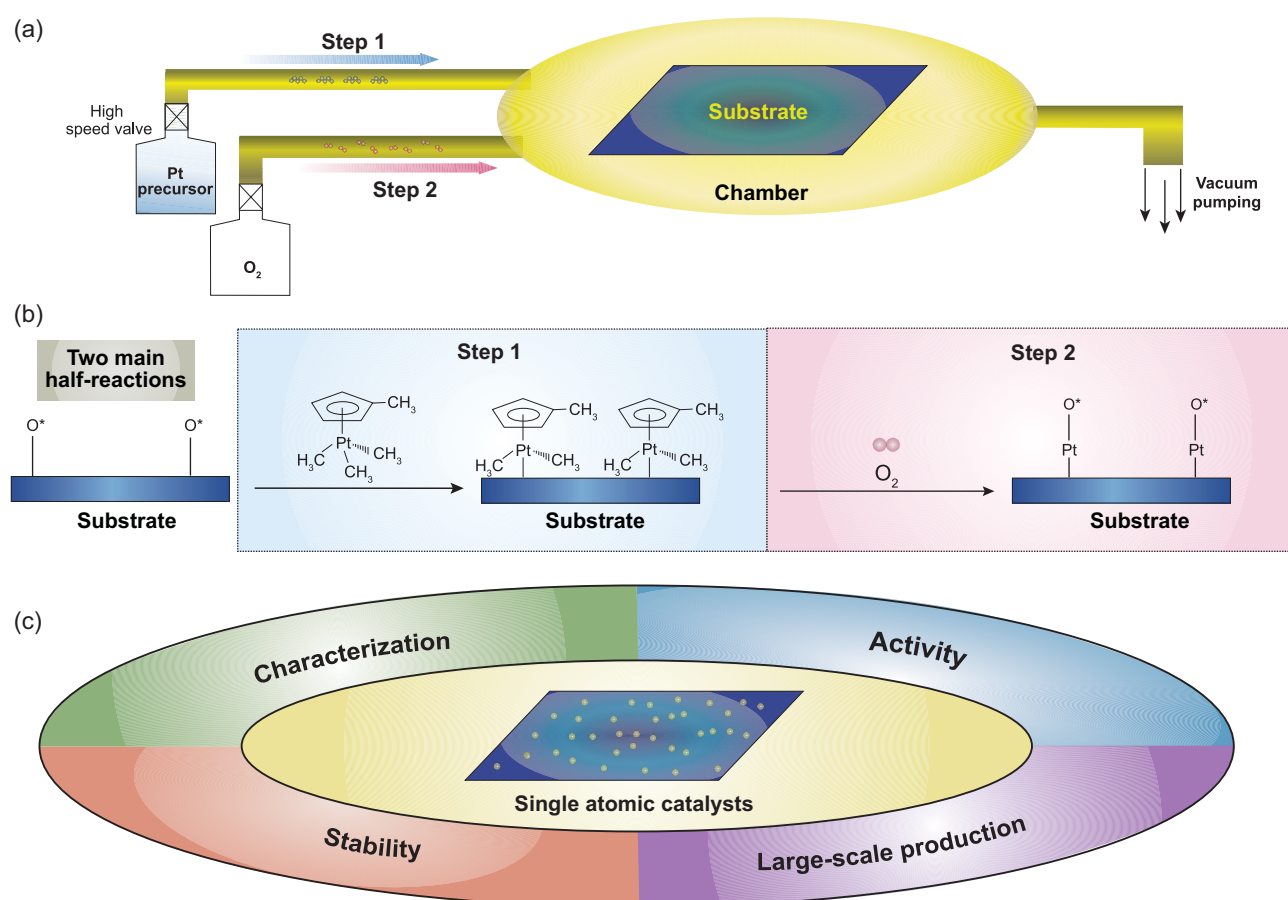 (a)
Step 1
High
speed valve
Pt
precursor
Step 2
O₂
Substrate
Chamber
Vacuum
pumping
(b)
Two main
half-reactions
O*
O*
Substrate
Step 1
CH₃
Pt
H₃C
CH₃
CH₃
CH₃
CH₃
Pt
Pt
H₃C
CH₃
H₃C
CH₃
Substrate
Step 2
O₂
O*
O*
Pt
Pt
Substrate
(c)
Characterization
Activity
Single atomic catalysts
Stability
Large-scale production